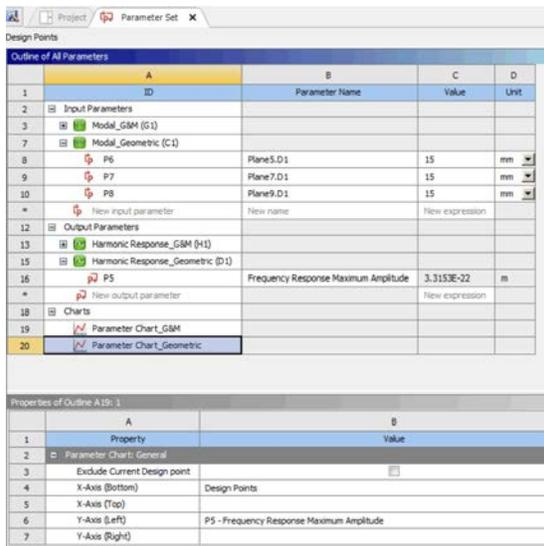 Project Parameter Set X
Design Points
Outline of All Parameters
A B C D
1 ID Parameter Name Value Unit
2 Input Parameters
3 Modal_G&M (G1)
7 Modal_Geometric (C1)
8 P6 Plane5.D1 15 mm
9 P7 Plane7.D1 15 mm
10 P8 Plane9.D1 15 mm
* New input parameter New name New expression
12 Output Parameters
13 Harmonic Response_G&M (H1)
15 Harmonic Response_Geometric (D1)
16 P5 Frequency Response Maximum Amplitude 3.3153E-22 m
* New output parameter New expression
18 Charts
19 Parameter Chart_G&M
20 Parameter Chart_Geometric
Properties of Outline A19: 1
A B
1 Property Value
2 Parameter Chart: General
3 Exclude Current Design point
4 X-Axis (Bottom) Design Points
5 X-Axis (Top)
6 Y-Axis (Left) P5 - Frequency Response Maximum Amplitude
7 Y-Axis (Right)